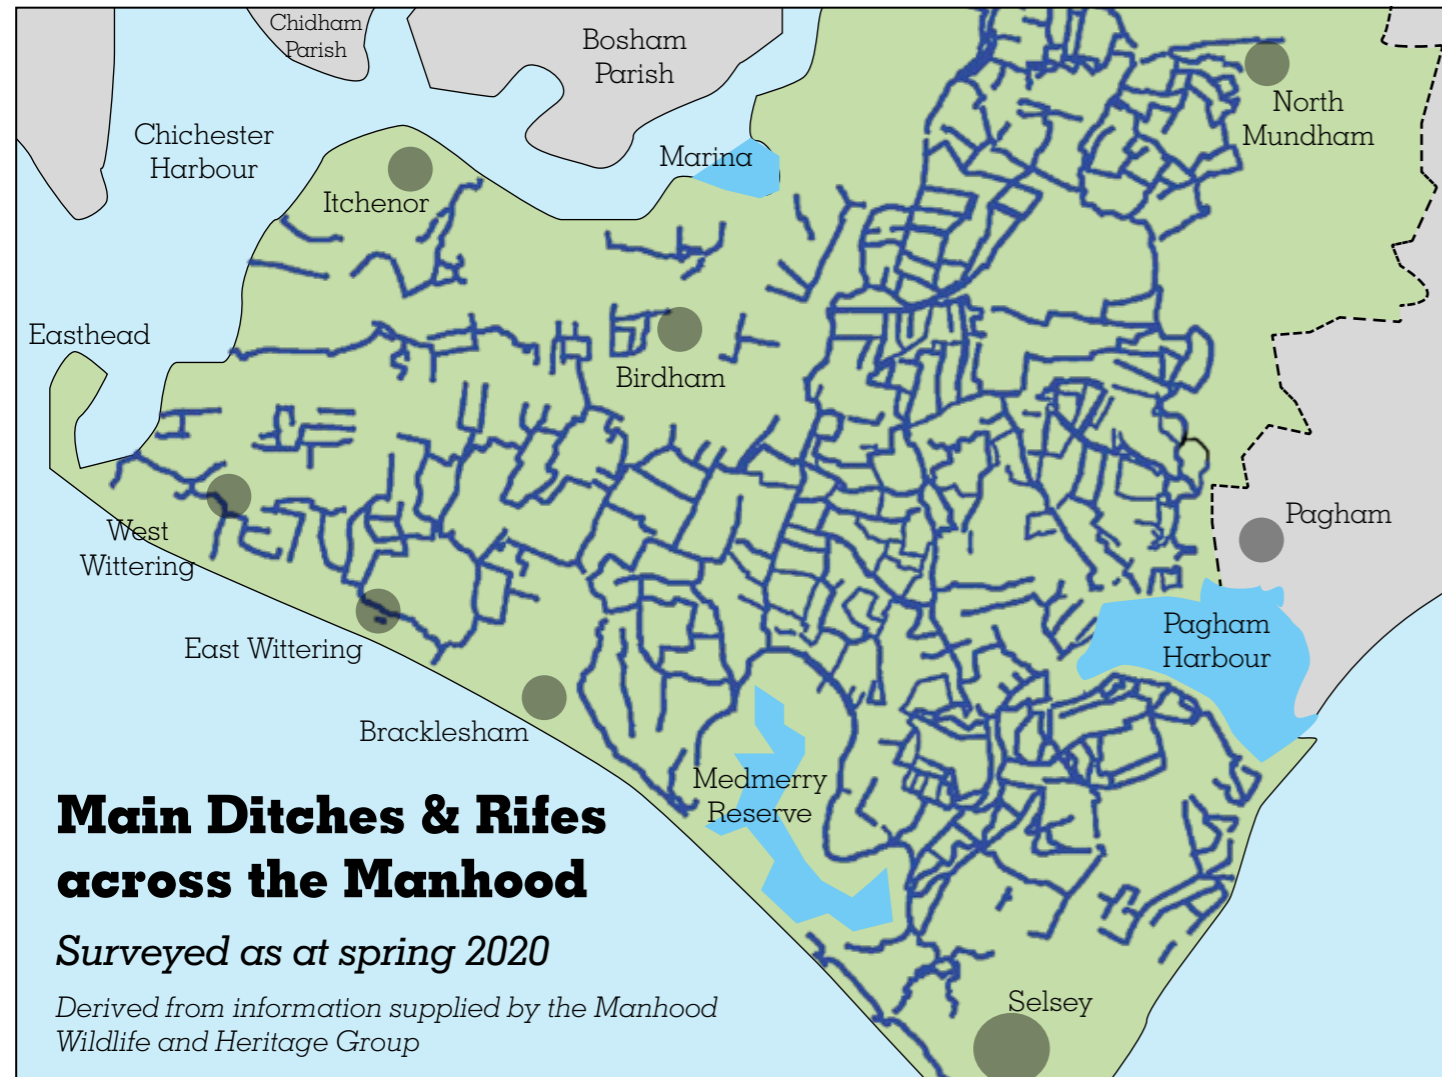 Chidham
Parish
Bosham
Parish
North
Mundham
Chichester
Harbour
Marina
Itchenor
Easthead
Birdham
Pagham
West
Wittering
Pagham
Harbour
East Wittering
Bracklesham
Medmerry
Reserve
Main Ditches & Rifes
across the Manhood
Surveyed as at spring 2020
Derived from information supplied by the Manhood
Wildlife and Heritage Group
Selsey